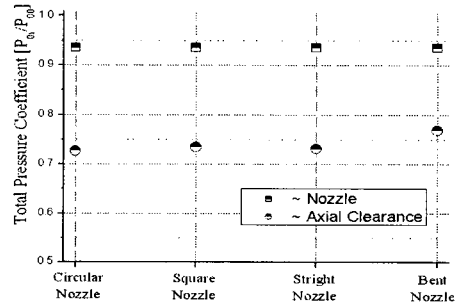 Total Pressure Coefficient [P₀ᵢ/P₀₀]
1.0
0.9
0.8
0.7
0.6
0.5
~ Nozzle
~ Axial Clearance
Circular
Nozzle
Square
Nozzle
Stright
Nozzle
Bent
Nozzle